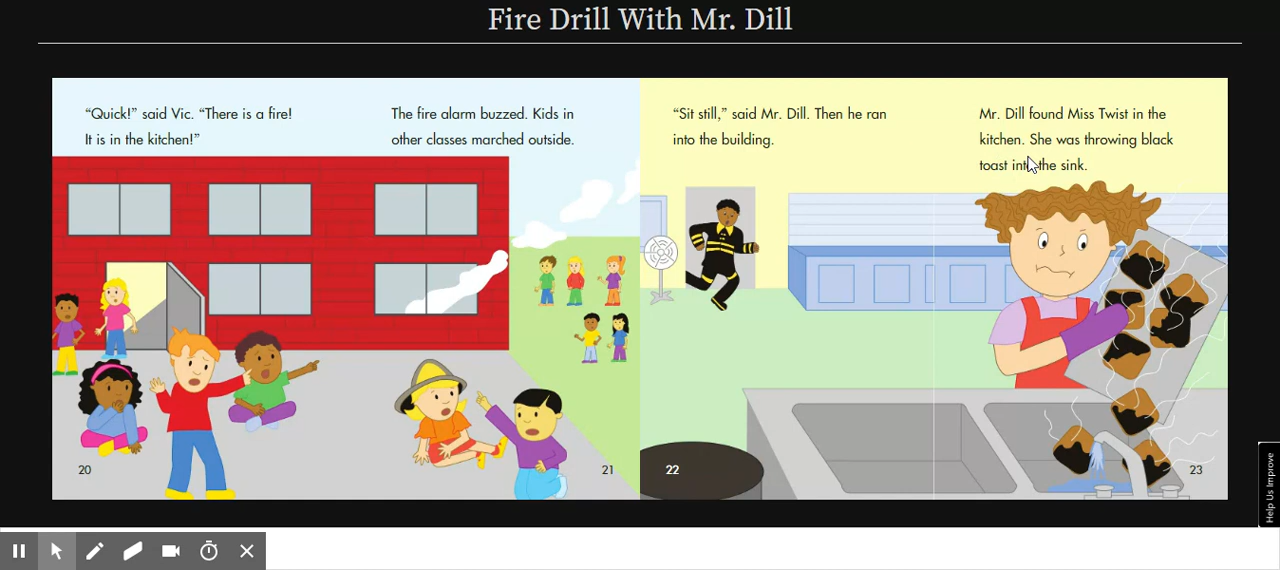 Fire Drill With Mr. Dill
“Quick!” said Vic. “There is a fire!
It is in the kitchen!”
The fire alarm buzzed. Kids in
other classes marched outside.
20
21
“Sit still,” said Mr. Dill. Then he ran
into the building.
Mr. Dill found Miss Twist in the
kitchen. She was throwing black
toast into the sink.
22
23
Help Us Improve